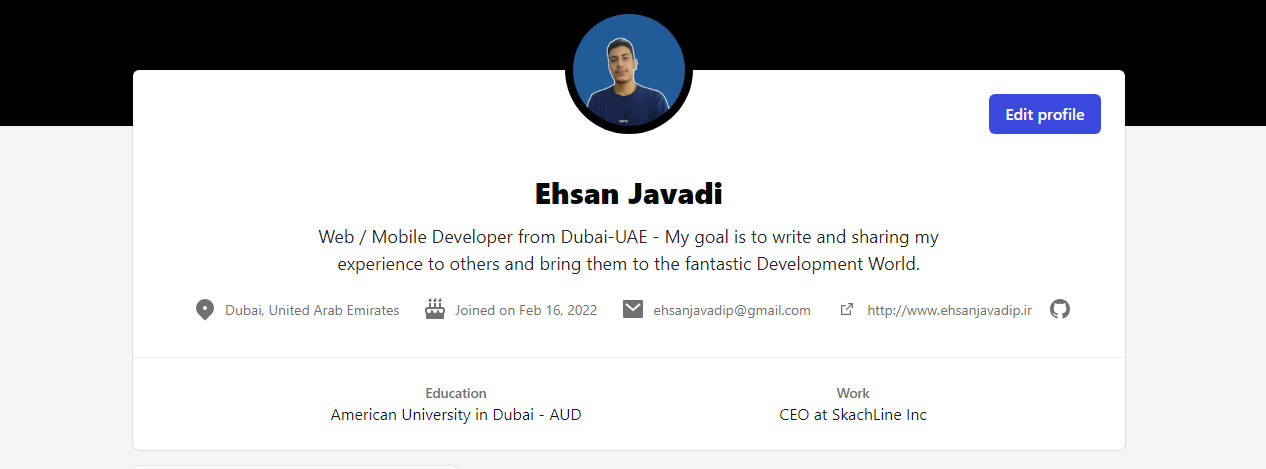 Edit profile
Ehsan Javadi
Web / Mobile Developer from Dubai-UAE - My goal is to write and sharing my
experience to others and bring them to the fantastic Development World.
Dubai, United Arab Emirates Joined on Feb 16, 2022 ehsanjavadip@gmail.com http://www.ehsanjavadip.ir
Education
American University in Dubai - AUD
Work
CEO at SkachLine Inc